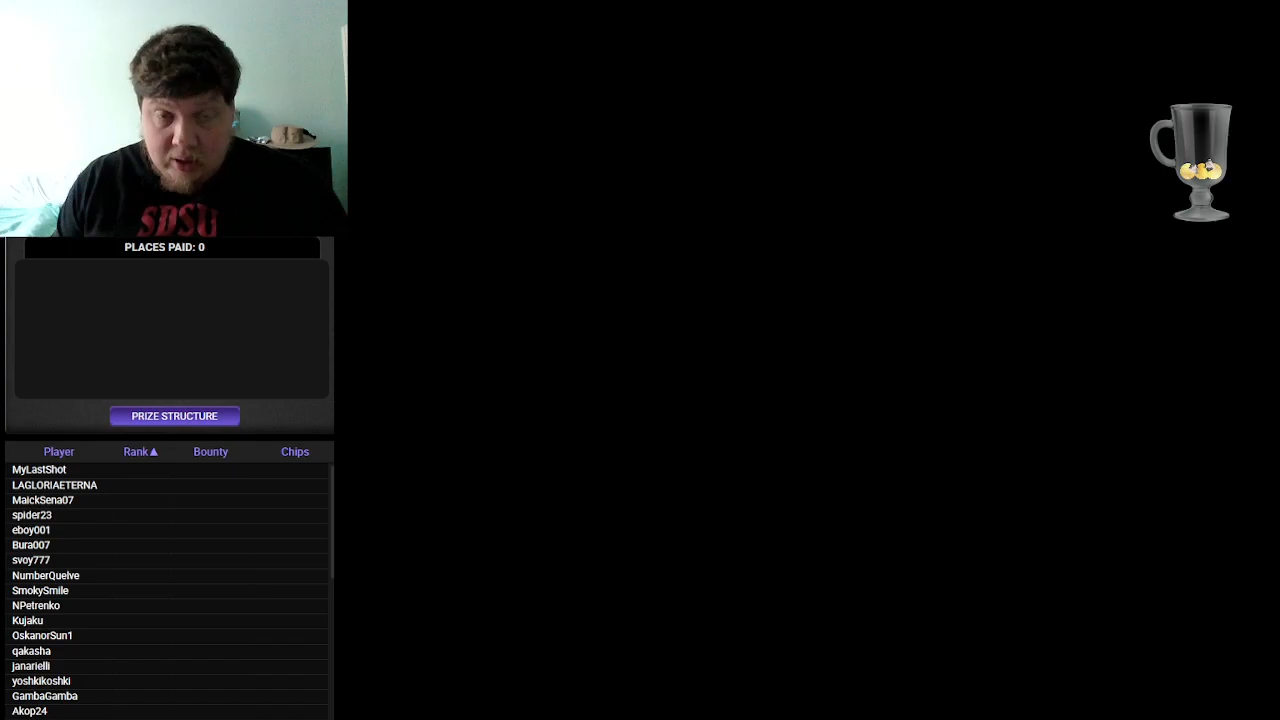 SDSU
PLACES PAID: 0
PRIZE STRUCTURE
Player Rank▲ Bounty Chips
MyLastShot
LAGLORIAETERNA
MaickSena07
spider23
eboy001
Bura007
svoy777
NumberQuelve
SmokySmile
NPetrenko
Kujaku
OskanorSun1
qakasha
janarielli
yoshkikoshki
GambaGamba
Akop24